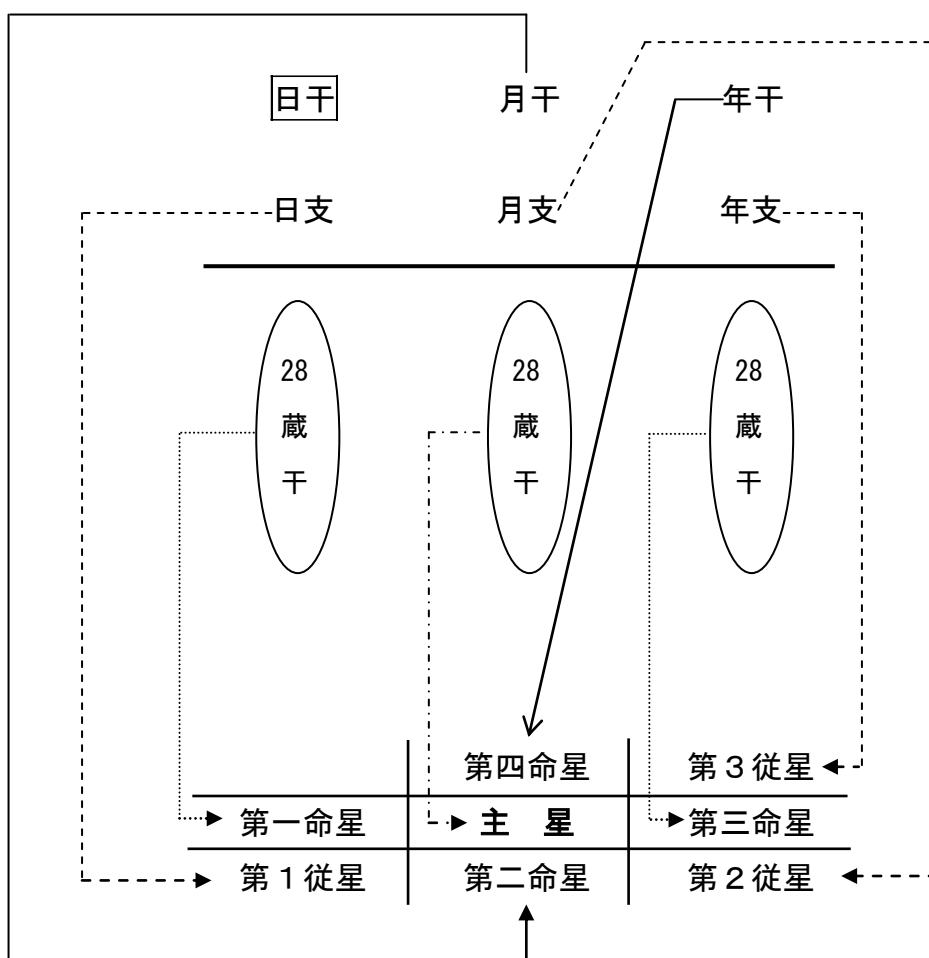 日干 月干 年干
日支 月支 年支
28 28 28
蔵 蔵 蔵
干 干 干
第四命星 第３従星
第一命星 主　星 第三命星
第１従星 第二命星 第２従星